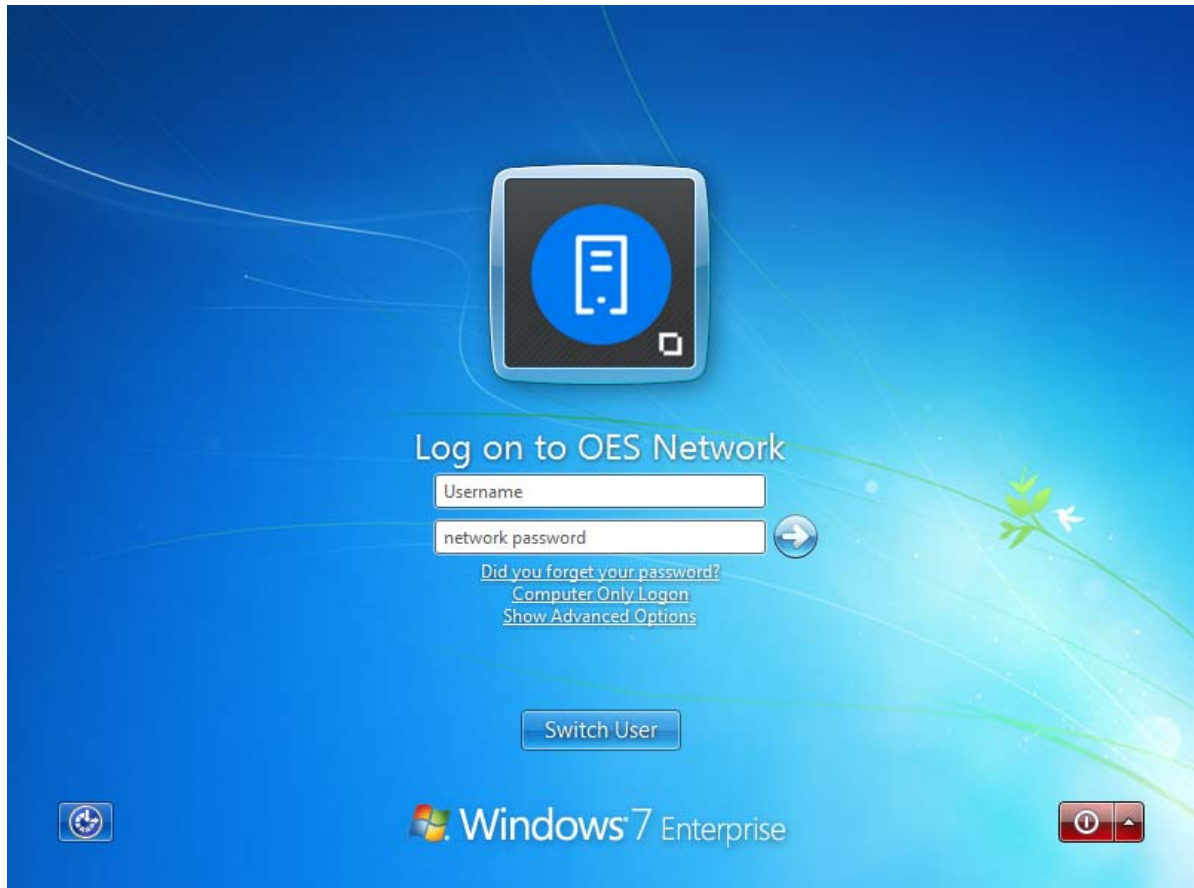 Log on to OES Network
Username
network password
Did you forget your password?
Computer Only Logon
Show Advanced Options
Switch User
Windows 7 Enterprise